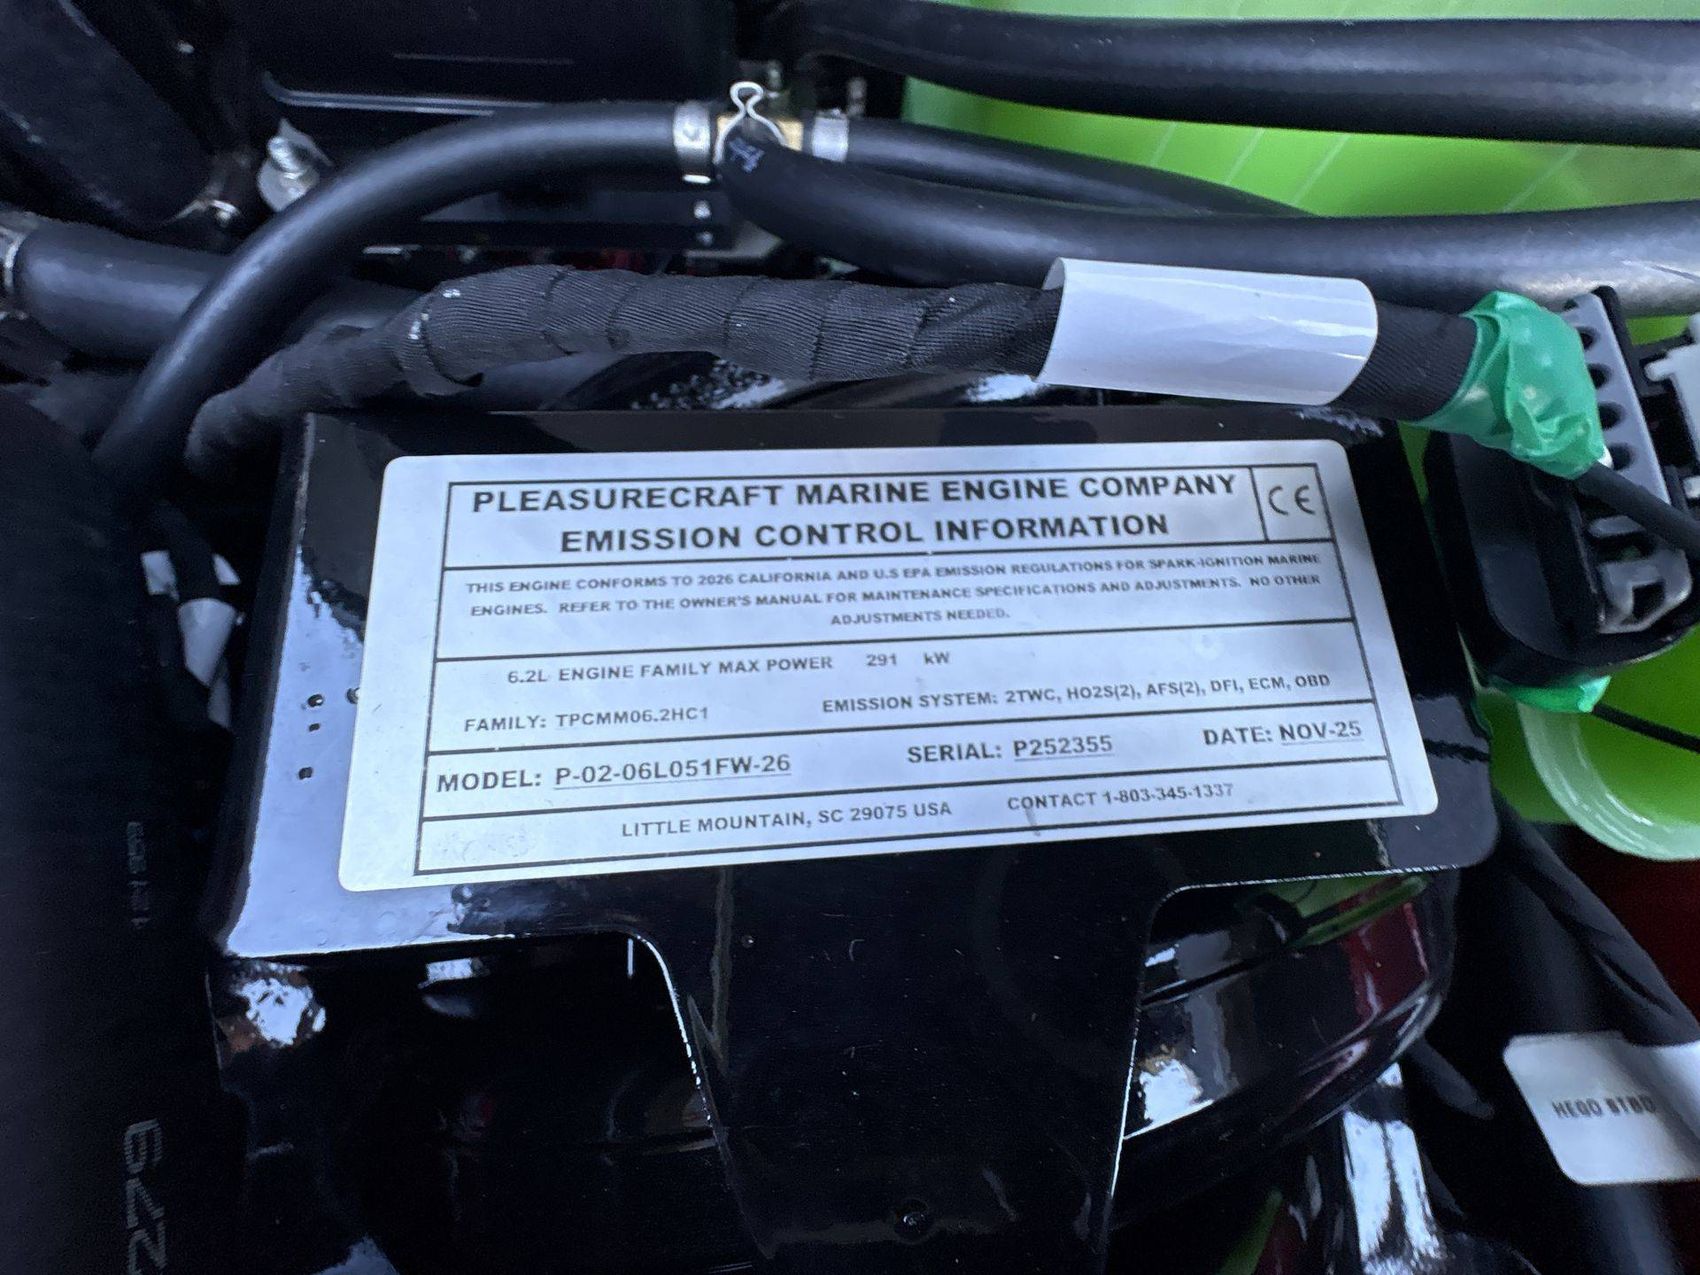 PLEASURECRAFT MARINE ENGINE COMPANY
EMISSION CONTROL INFORMATION
CE
THIS ENGINE CONFORMS TO 2026 CALIFORNIA AND U.S EPA EMISSION REGULATIONS FOR SPARK-IGNITION MARINE
ENGINES. REFER TO THE OWNER'S MANUAL FOR MAINTENANCE SPECIFICATIONS AND ADJUSTMENTS. NO OTHER
ADJUSTMENTS NEEDED.
6.2L ENGINE FAMILY MAX POWER 291 kW
FAMILY: TPCMM06.2HC1 EMISSION SYSTEM: 2TWC, HO2S(2), AFS(2), DFI, ECM, OBD
MODEL: P-02-06L051FW-26 SERIAL: P252355 DATE: NOV-25
LITTLE MOUNTAIN, SC 29075 USA CONTACT 1-803-345-1337
HEGO STBD